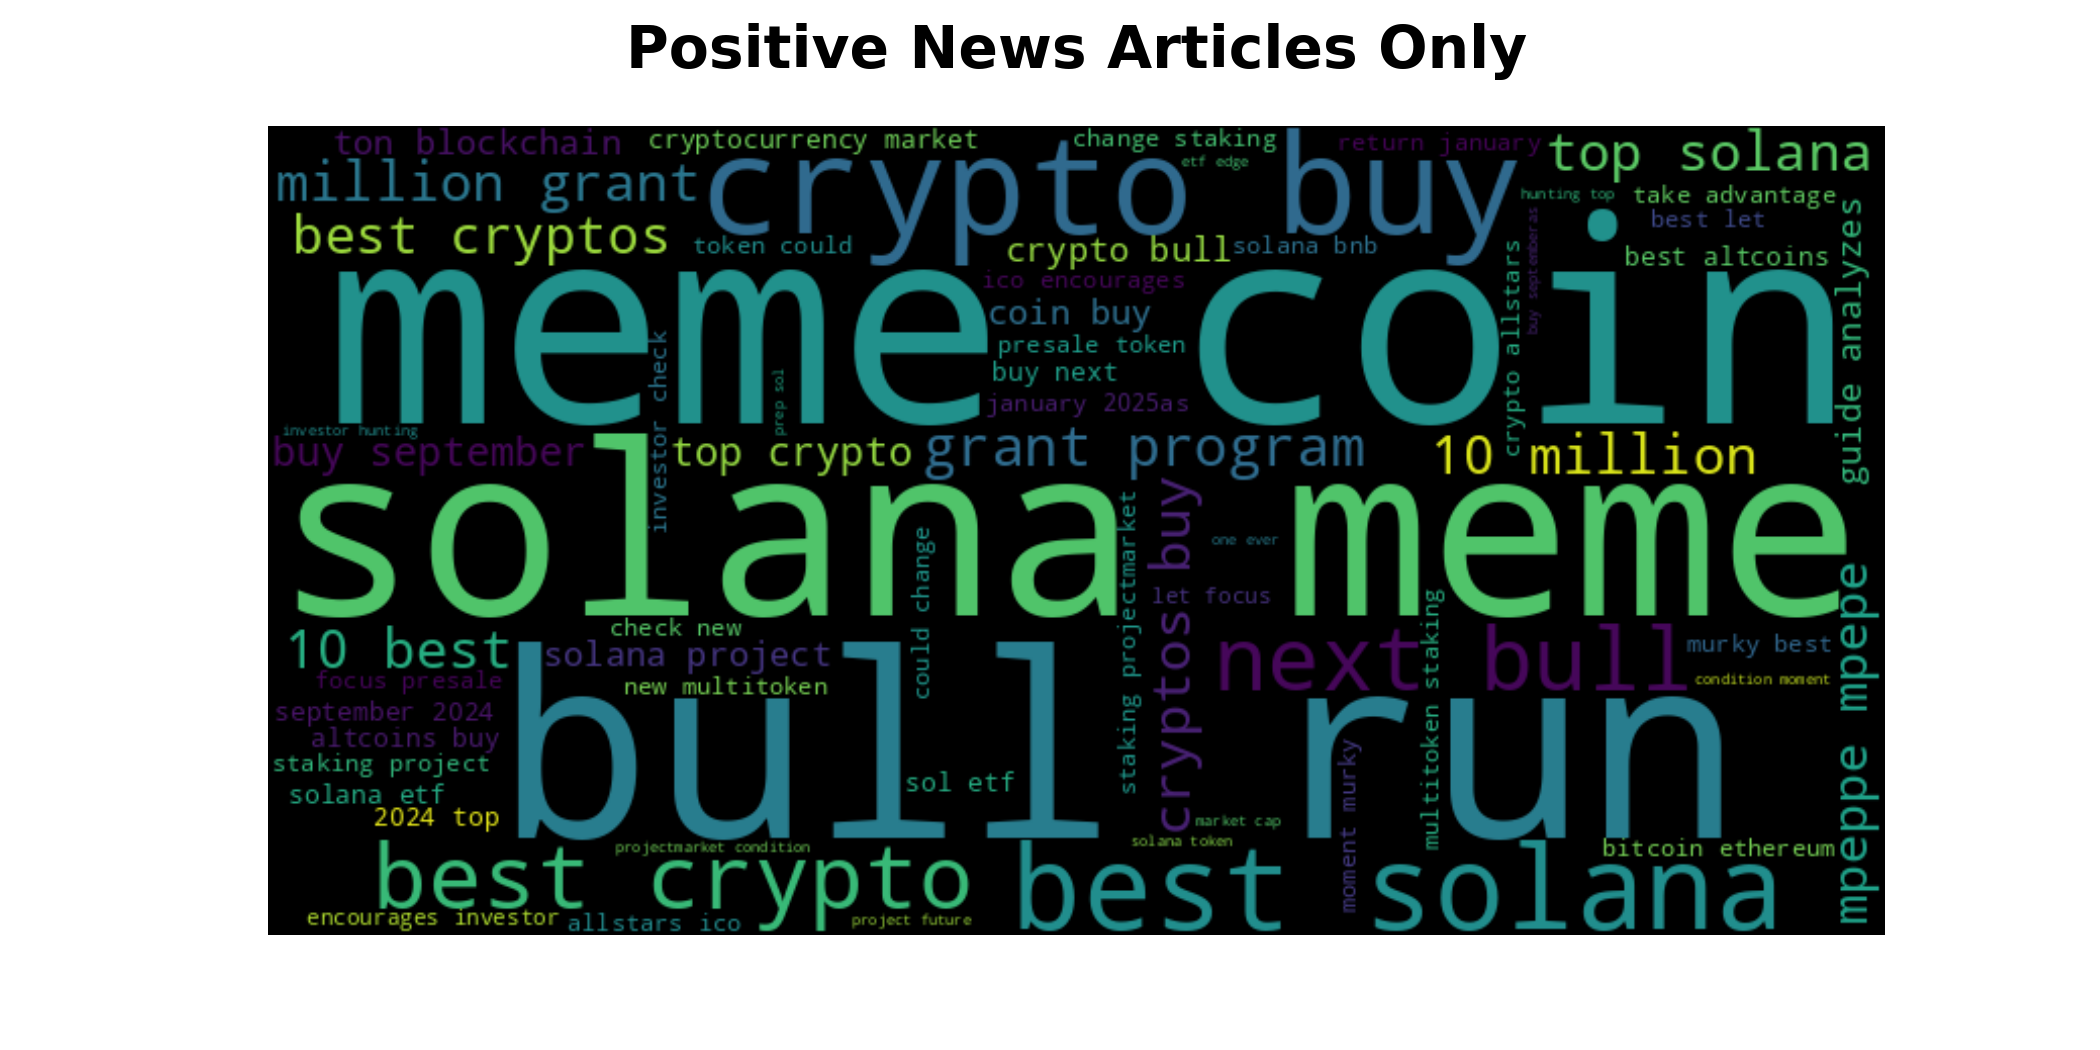 Positive News Articles Only
ton blockchain
cryptocurrency market
change staking
return january
top solana
etf edge
million grant
crypto buy
hunting top
take advantage
best let
best cryptos
token could
crypto bull
solana bnb
best altcoins
guide analyzes
buy septemberas
crypto allstars
ico encourages
meme coin
coin buy
presale token
buy next
january 2025as
investor check
prep sol
investor hunting
buy september
top crypto
grant program
10 million
solana meme
cryptos buy
staking projectmarket
could change
one ever
let focus
mpeppe mpepe
10 best
check new
solana project
new multitoken
next bull
murky best
condition moment
focus presale
september 2024
altcoins buy
staking project
solana etf
2024 top
bull run
sol etf
multitoken staking
moment murky
market cap
solana token
projectmarket condition
bitcoin ethereum
best crypto
best solana
encourages investor
allstars ico
project future